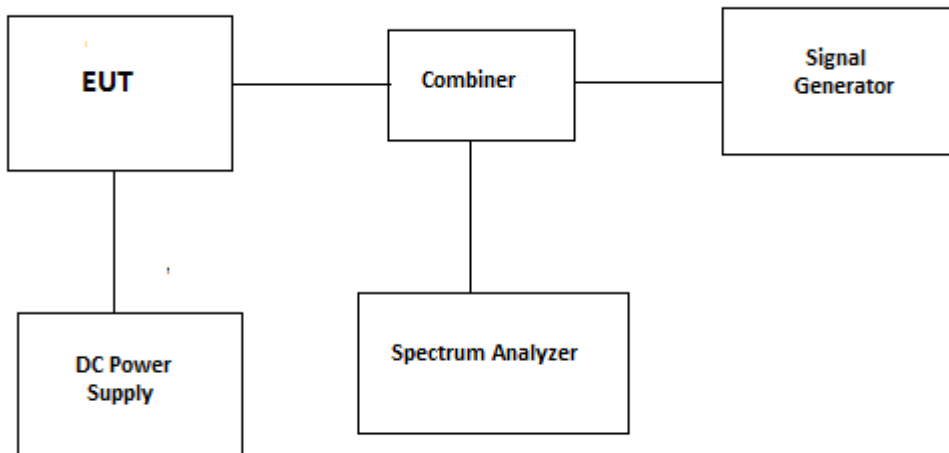 EUT
Combiner
Signal
Generator
DC Power
Supply
Spectrum Analyzer